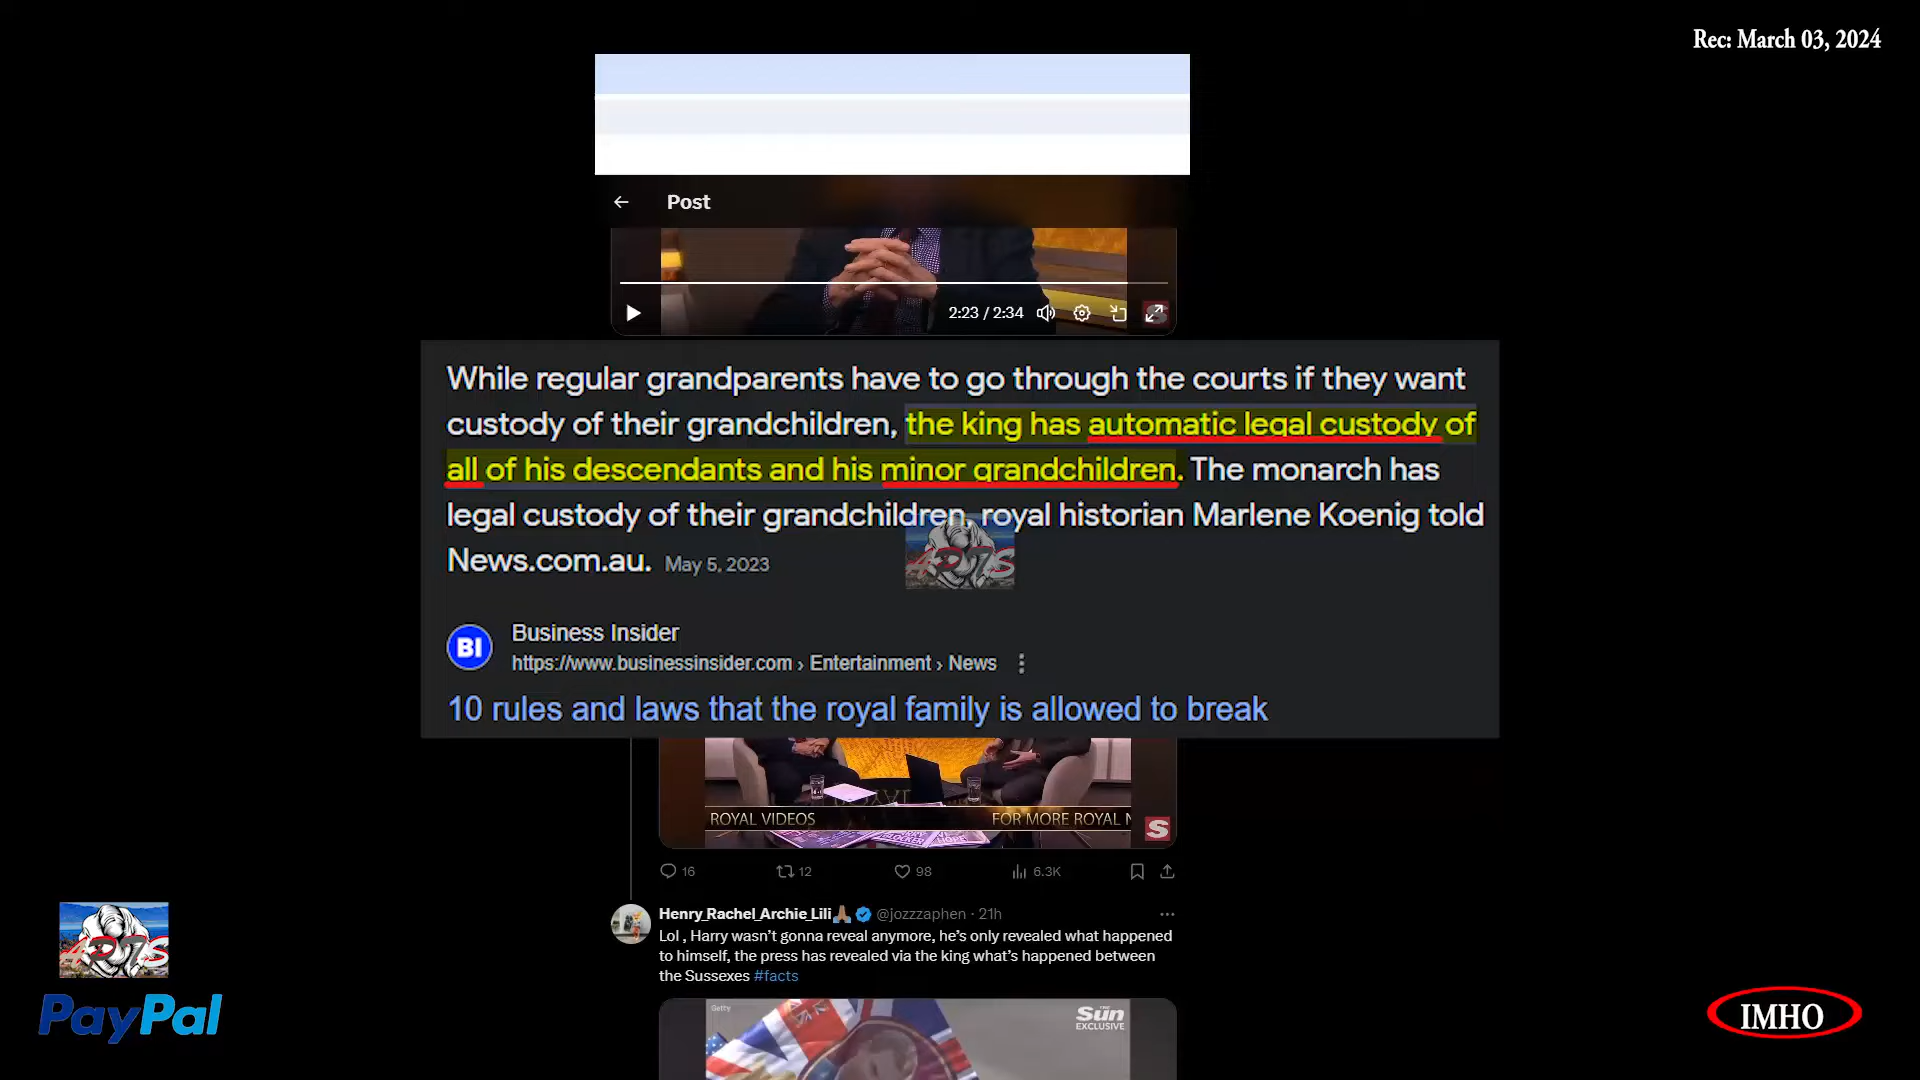 Rec: March 03, 2024
Post
2:23 / 2:34
While regular grandparents have to go through the courts if they want
custody of their grandchildren, the king has automatic legal custody of
all of his descendants and his minor grandchildren. The monarch has
legal custody of their grandchildren, royal historian Marlene Koenig told
News.com.au. May 5, 2023
BI
Business Insider
https://www.businessinsider.com › Entertainment › News
10 rules and laws that the royal family is allowed to break
ROYAL VIDEOS
FOR MORE ROYAL
S
16
12
98
6.3K
Henry_Rachel_Archie_Lili @jozzzaphen · 21h
Lol , Harry wasn't gonna reveal anymore, he's only revealed what happened
to himself, the press has revealed via the king what's happened between
the Sussexes #facts
Getty
THE
Sun
EXCLUSIVE
PayPal
IMHO